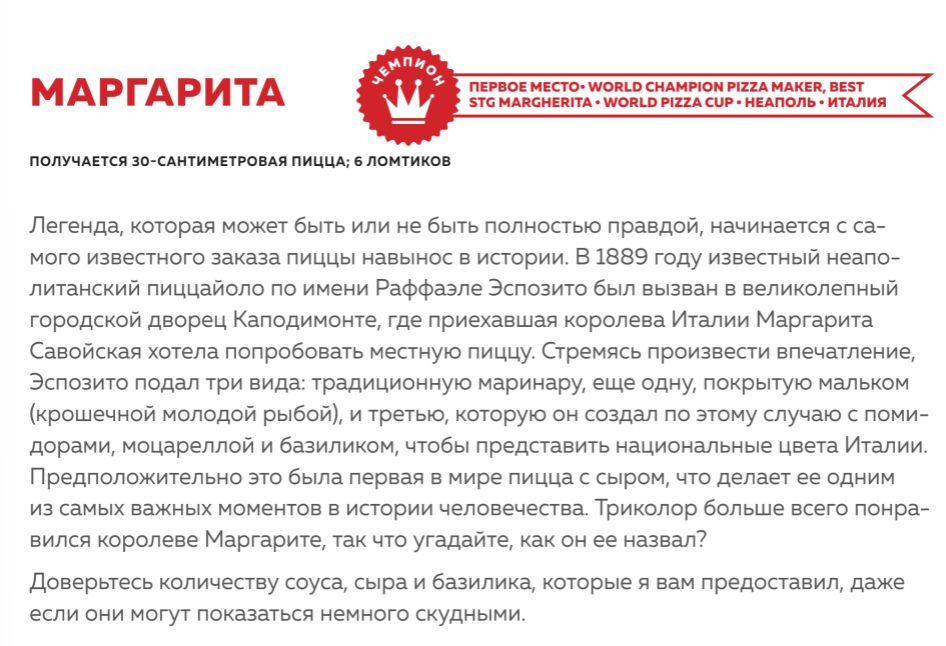 МАРГАРИТА
ЧЕМПИОН
ПЕРВОЕ МЕСТО• WORLD CHAMPION PIZZA MAKER, BEST
STG MARGHERITA • WORLD PIZZA CUP • НЕАПОЛЬ • ИТАЛИЯ
ПОЛУЧАЕТСЯ 30-САНТИМЕТРОВАЯ ПИЦЦА; 6 ЛОМТИКОВ
Легенда, которая может быть или не быть полностью правдой, начинается с са-
мого известного заказа пиццы навынос в истории. В 1889 году известный неапо-
литанский пиццайоло по имени Раффаэле Эспозито был вызван в великолепный
городской дворец Каподимонте, где приехавшая королева Италии Маргарита
Савойская хотела попробовать местную пиццу. Стремясь произвести впечатление,
Эспозито подал три вида: традиционную маринару, еще одну, покрытую мальком
(крошечной молодой рыбой), и третью, которую он создал по этому случаю с поми-
дорами, моцареллой и базиликом, чтобы представить национальные цвета Италии.
Предположительно это была первая в мире пицца с сыром, что делает ее одним
из самых важных моментов в истории человечества. Триколор больше всего понра-
вился королеве Маргарите, так что угадайте, как он ее назвал?
Доверьтесь количеству соуса, сыра и базилика, которые я вам предоставил, даже
если они могут показаться немного скудными.